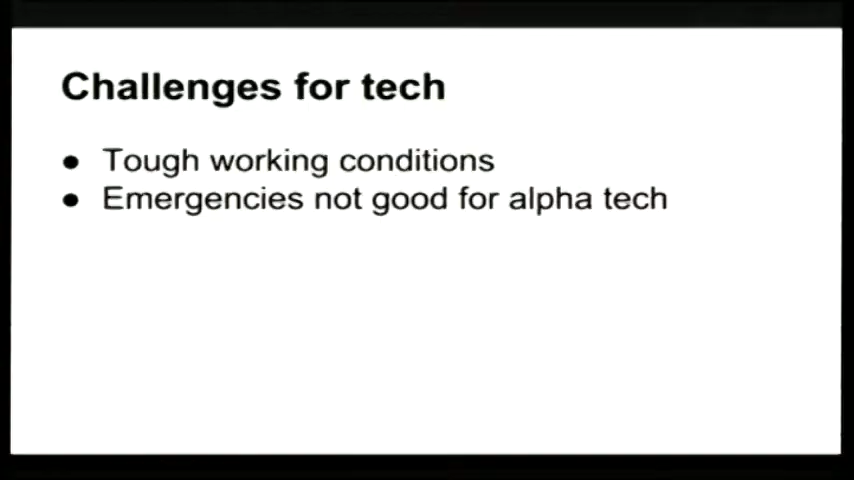 Challenges for tech
● Tough working conditions
● Emergencies not good for alpha tech